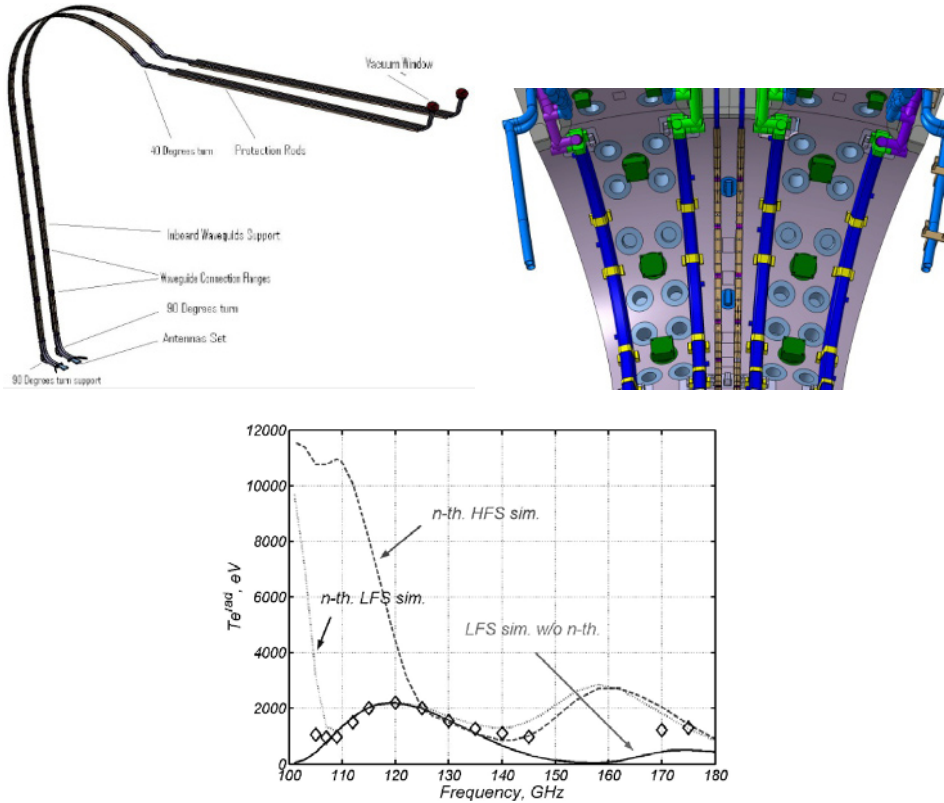 Vacuum Window
40 Degrees turn
Protection Rods
Inboard Waveguide Support
Waveguide Connection Flanges
90 Degrees turn
Antennas Set
90 Degrees turn support
12000
10000
8000
6000
4000
2000
0
Te^rad, eV
n-th. HFS sim.
n-th. LFS sim.
LFS sim. w/o n-th.
100 110 120 130 140 150 160 170 180
Frequency, GHz